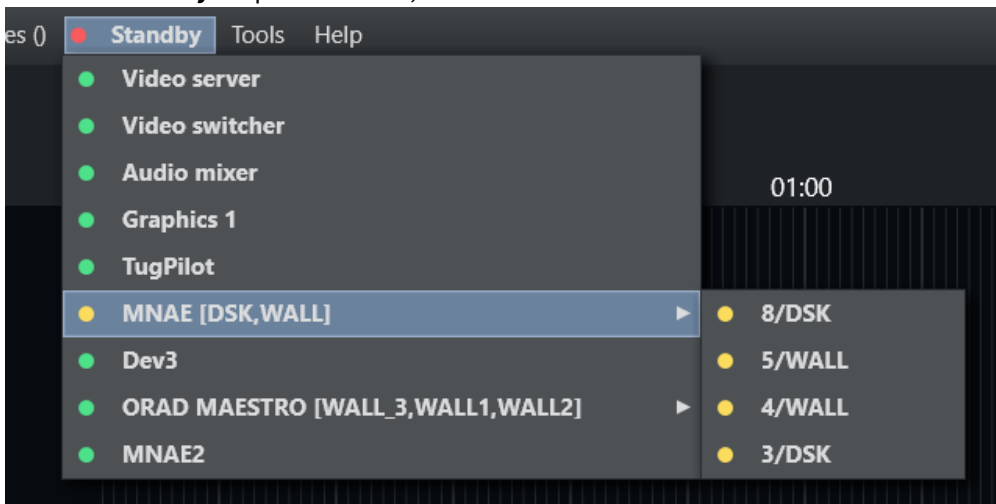 es () Standby Tools Help
Video server
Video switcher
Audio mixer
01:00
Graphics 1
TugPilot
MNAE [DSK,WALL] 8/DSK
Dev3 5/WALL
ORAD MAESTRO [WALL_3,WALL1,WALL2] 4/WALL
MNAE2 3/DSK